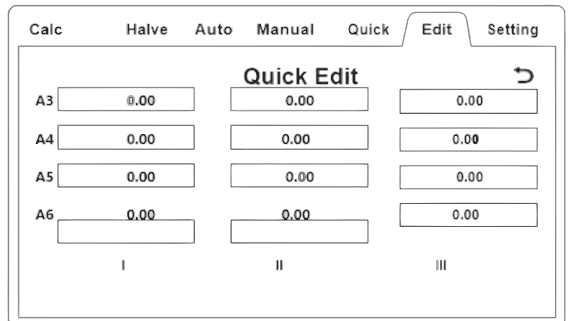 Calc Halve Auto Manual Quick Edit Setting
Quick Edit
A3 0.00 0.00 0.00
A4 0.00 0.00 0.00
A5 0.00 0.00 0.00
A6 0.00 0.00 0.00
I II III